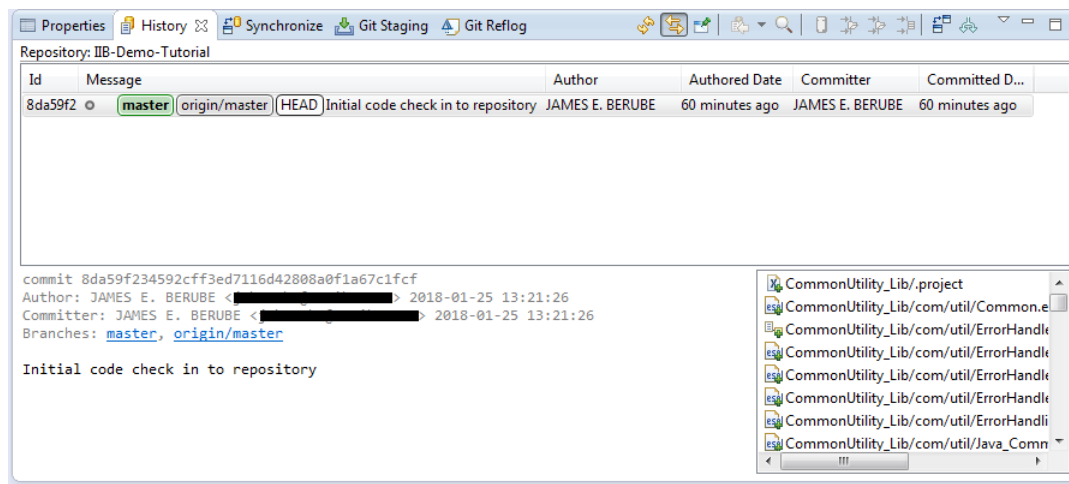 Properties History Synchronize Git Staging Git Reflog
Repository: IIB-Demo-Tutorial
Id Message Author Authored Date Committer Committed D...
8da59f2 master origin/master HEAD Initial code check in to repository JAMES E. BERUBE 60 minutes ago JAMES E. BERUBE 60 minutes ago
commit 8da59f234592cff3ed7116d42808a0f1a67c1fcf
Author: JAMES E. BERUBE < > 2018-01-25 13:21:26
Committer: JAMES E. BERUBE < > 2018-01-25 13:21:26
Branches: master, origin/master
Initial code check in to repository
CommonUtility_Lib/.project
CommonUtility_Lib/com/util/Common.e
CommonUtility_Lib/com/util/ErrorHandle
CommonUtility_Lib/com/util/ErrorHandle
CommonUtility_Lib/com/util/ErrorHandle
CommonUtility_Lib/com/util/ErrorHandle
CommonUtility_Lib/com/util/ErrorHandli
CommonUtility_Lib/com/util/Java_Comm